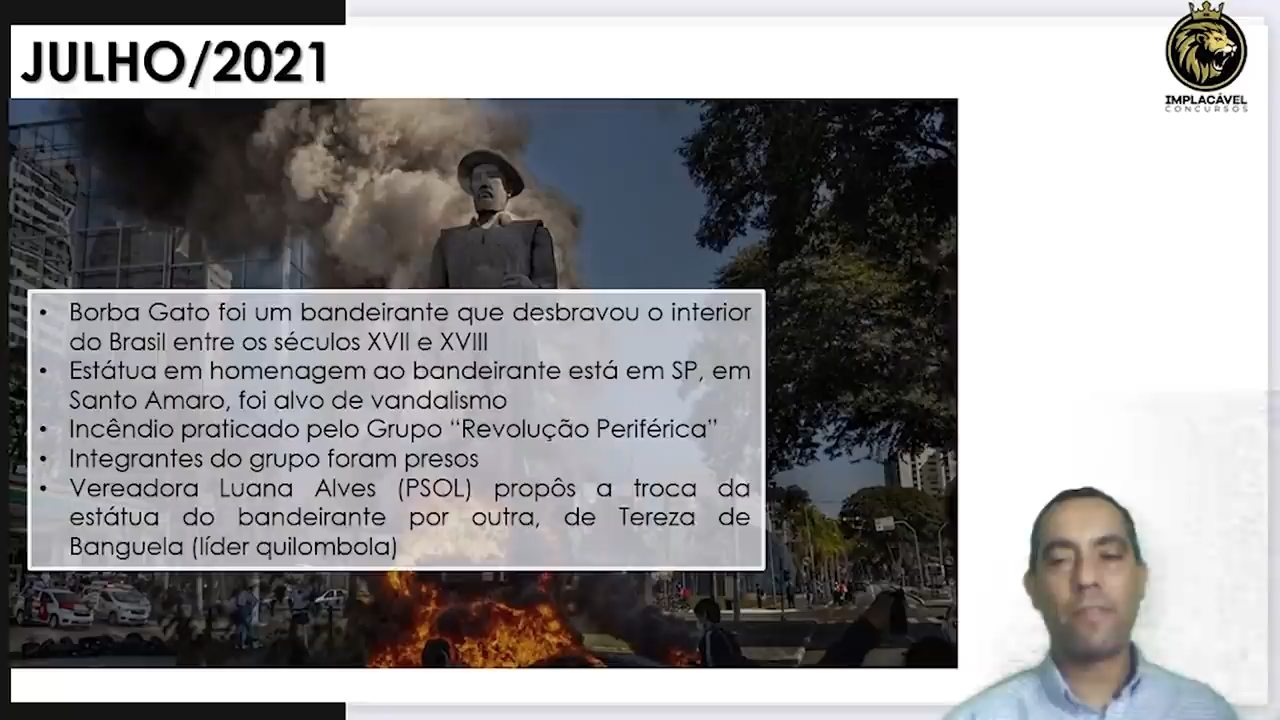 JULHO/2021
IMPLACÁVEL
CONCURSOS
• Borba Gato foi um bandeirante que desbravou o interior
do Brasil entre os séculos XVII e XVIII
• Estátua em homenagem ao bandeirante está em SP, em
Santo Amaro, foi alvo de vandalismo
• Incêndio praticado pelo Grupo “Revolução Periférica”
• Integrantes do grupo foram presos
• Vereadora Luana Alves (PSOL) propôs a troca da
estátua do bandeirante por outra, de Tereza de
Banguela (líder quilombola)